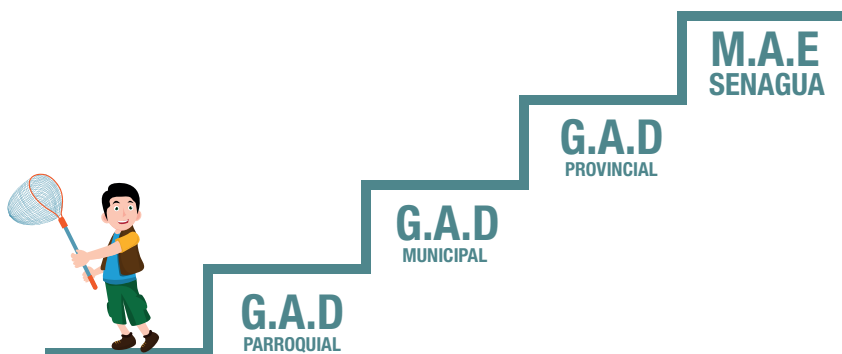 M.A.E
SENAGUA
G.A.D
PROVINCIAL
G.A.D
MUNICIPAL
G.A.D
PARROQUIAL